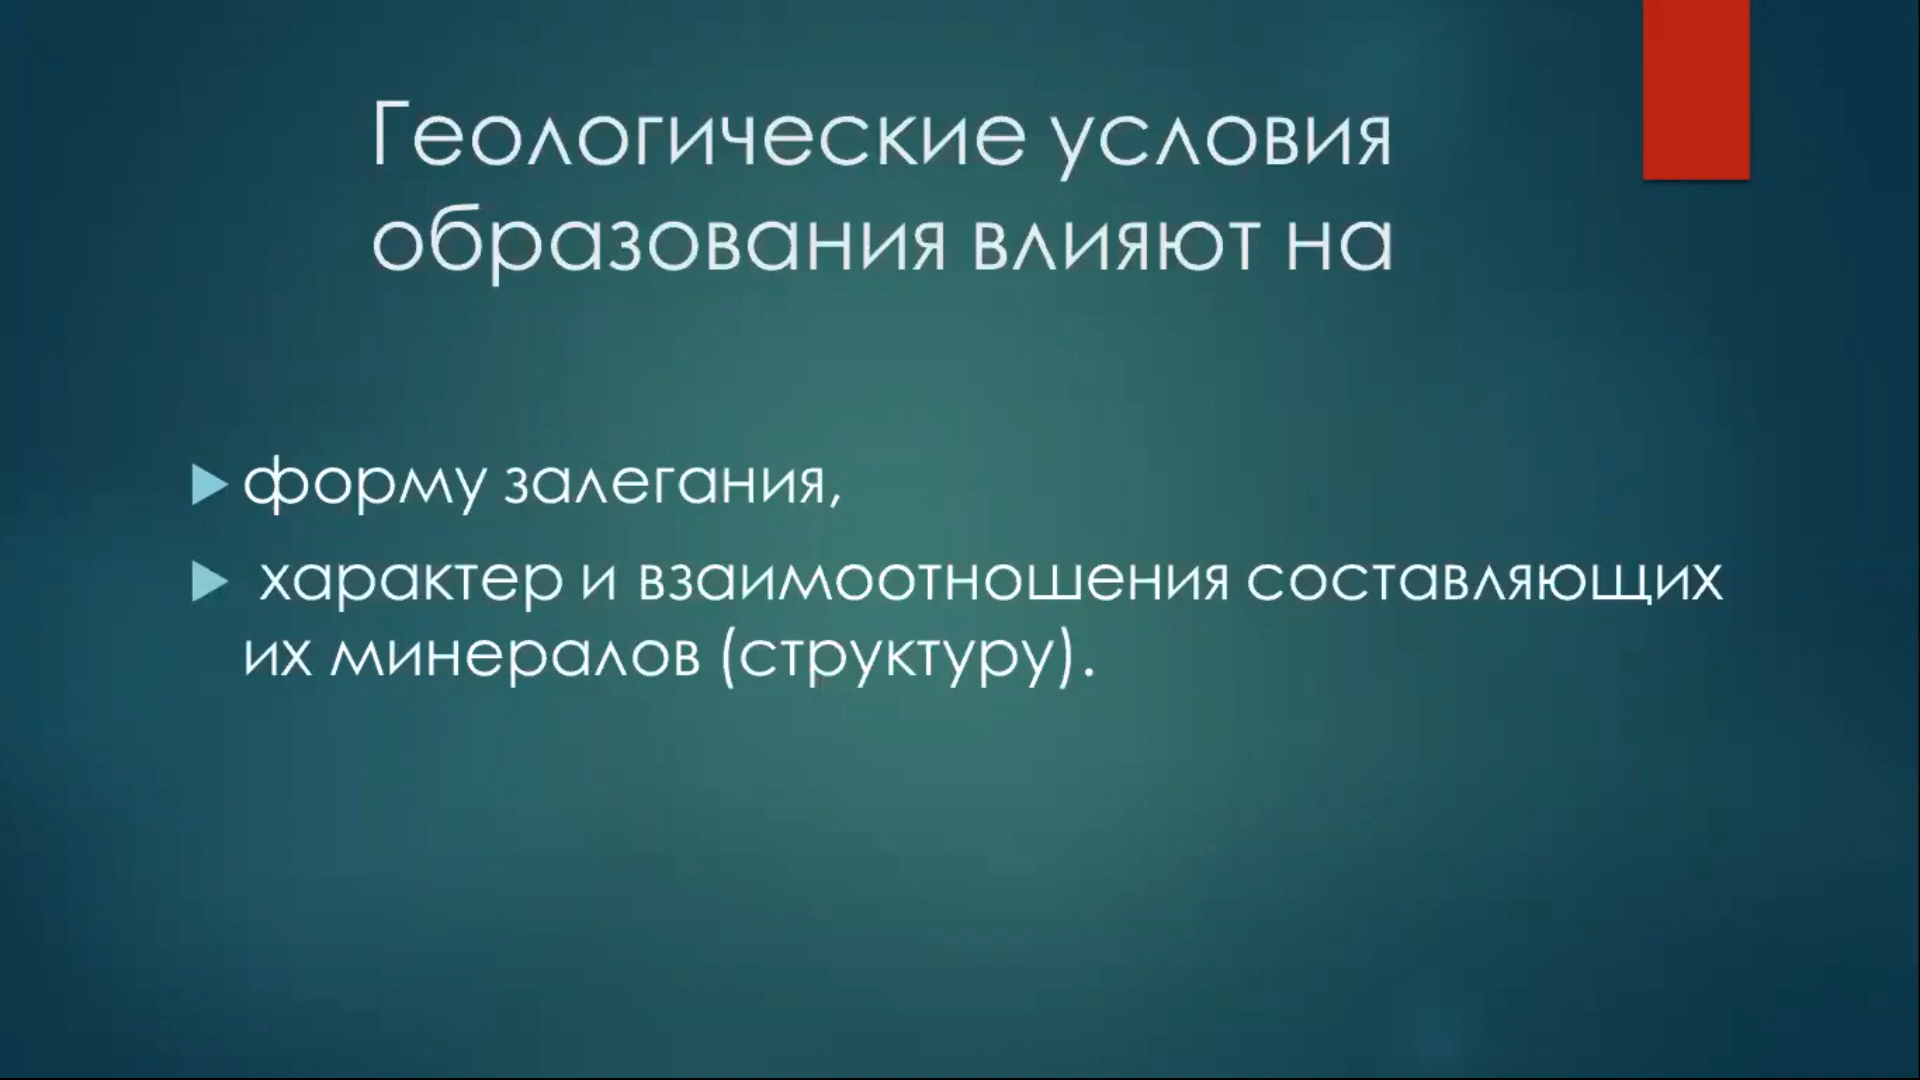 Геологические условия
образования влияют на
форму залегания,
характер и взаимоотношения составляющих
их минералов (структуру).